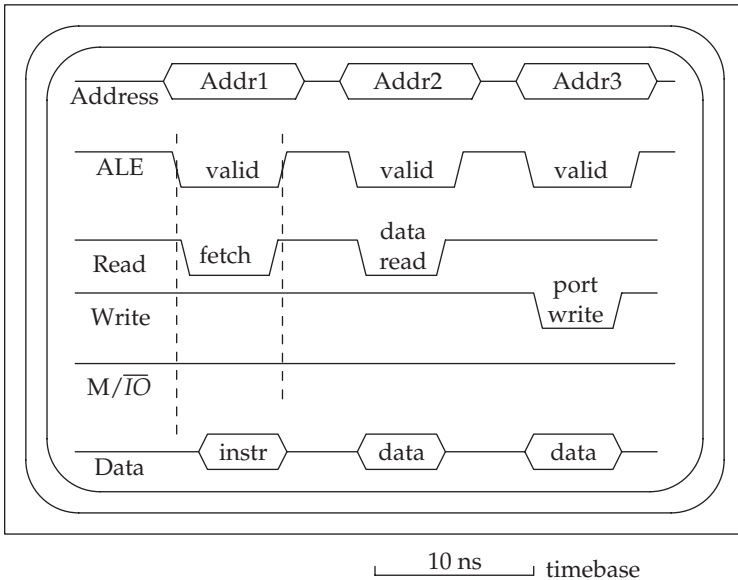 Address Addr1 Addr2 Addr3
ALE valid valid valid
Read fetch data read
Write port write
M/I̅O̅
Data instr data data
10 ns timebase